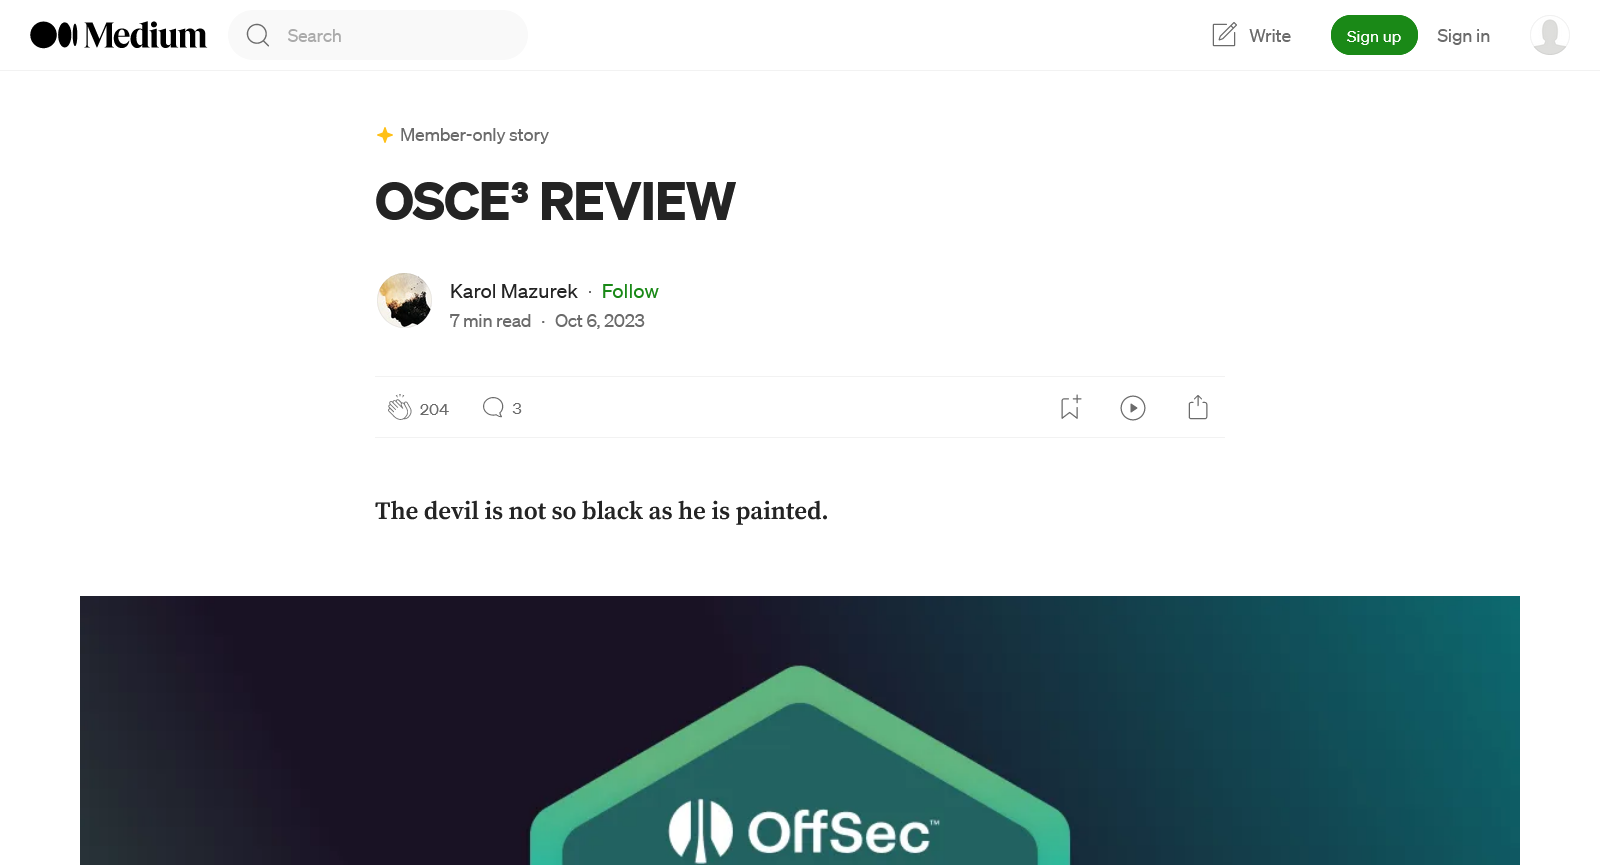 Medium
Search
Write
Sign up
Sign in
Member-only story
OSCE³ REVIEW
Karol Mazurek · Follow
7 min read · Oct 6, 2023
204
3
The devil is not so black as he is painted.
OffSec™